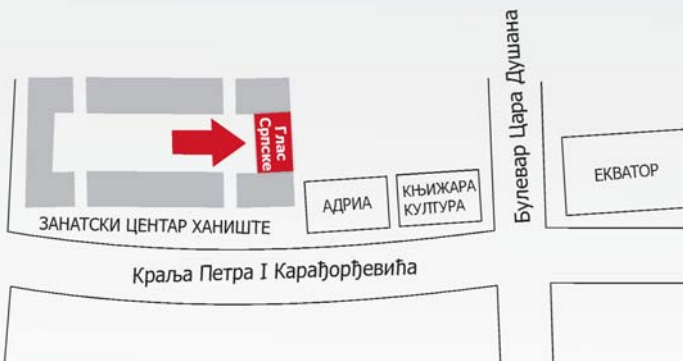 Булевар Цара Душана
Глас
Српске
ЕКВАТОР
АДРИА
КЊИЖАРА
КУЛТУРА
ЗАНАТСКИ ЦЕНТАР ХАНИШТЕ
Краља Петра I Карађорђевића